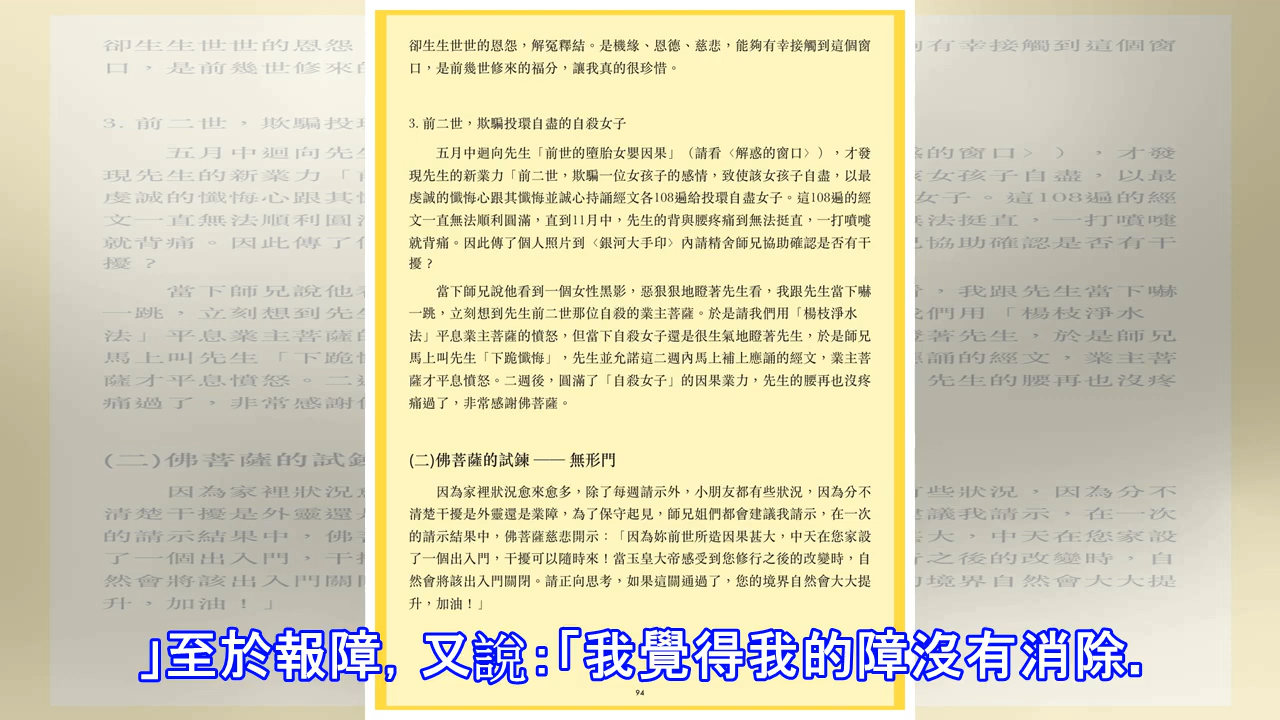 卻生生世世的恩怨，解冤釋結。是機緣、恩德、慈悲，能夠有幸接觸到這個窗
口，是前幾世修來的福分，讓我真的很珍惜。
3. 前二世，欺騙投環自盡的自殺女子
五月中迴向先生「前世的墮胎女嬰因果」（請看〈解惑的窗口〉），才發
現先生的新業力「前二世，欺騙一位女孩子的感情，致使該女孩子自盡，以最
虔誠的懺悔心跟其懺悔並誠心持誦經文各108遍給投環自盡女子。這108遍的經
文一直無法順利圓滿，直到11月中，先生的背與腰疼痛到無法挺直，一打噴嚏
就背痛。因此傳了個人照片到〈銀河大手印〉內請精舍師兄協助確認是否有干
擾？
當下師兄說他看到一個女性黑影，惡狠狠地瞪著先生看，我跟先生當下嚇
一跳，立刻想到先生前二世那位自殺的業主菩薩。於是請我們用「楊枝淨水
法」平息業主菩薩的憤怒，但當下自殺女子還是很生氣地瞪著先生，於是師兄
馬上叫先生「下跪懺悔」，先生並允諾這二週內馬上補上應誦的經文，業主菩
薩才平息憤怒。二週後，圓滿了「自殺女子」的因果業力，先生的腰再也沒疼
痛過了，非常感謝佛菩薩。
(二)佛菩薩的試鍊 —— 無形門
因為家裡狀況愈來愈多，除了每週請示外，小朋友都有些狀況，因為分不
清楚干擾是外靈還是業障，為了保守起見，師兄姐們都會建議我請示，在一次
的請示結果中，佛菩薩慈悲開示：「因為妳前世所造因果甚大，中天在您家設
了一個出入門，干擾可以隨時來！當玉皇大帝感受到您修行之後的改變時，自
然會將該出入門關閉。請正向思考，如果這關通過了，您的境界自然會大大提
升，加油！」
」至於報障, 又說:「我覺得我的障沒有消除.
94